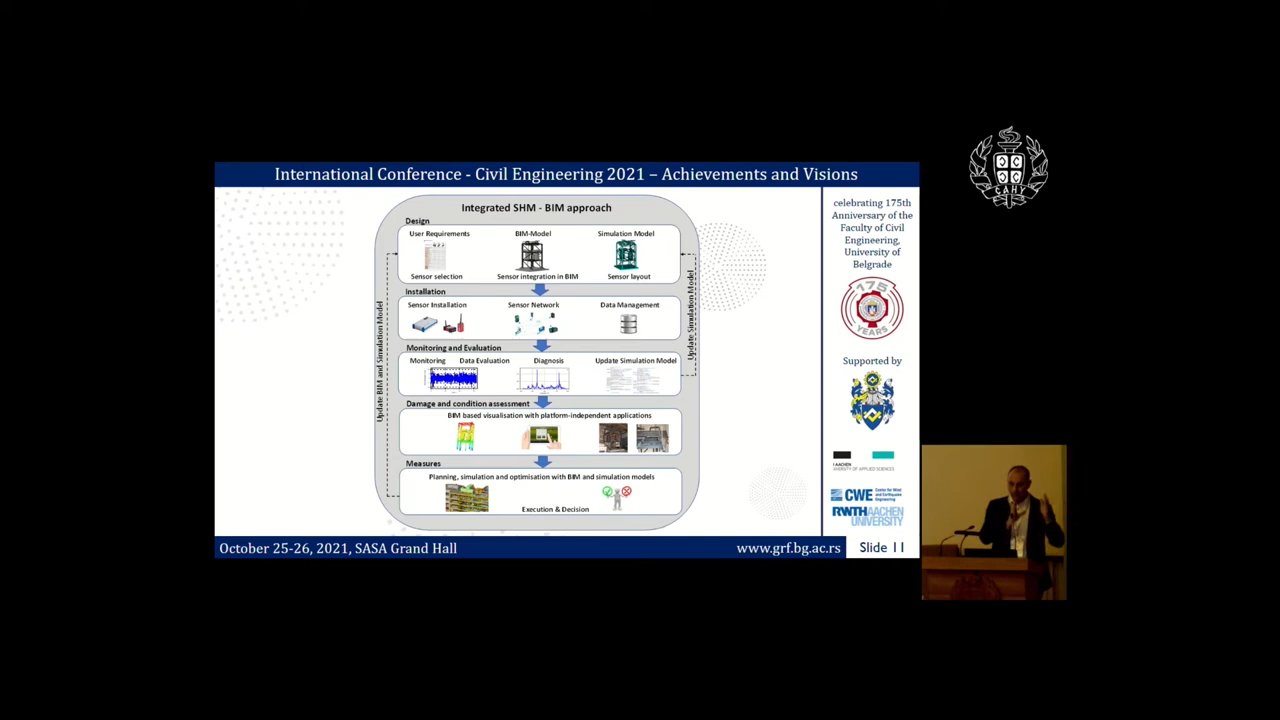 International Conference - Civil Engineering 2021 – Achievements and Visions
Integrated SHM - BIM approach
Design
User Requirements
BIM-Model
Simulation Model
Sensor selection
Sensor integration in BIM
Sensor layout
Installation
Sensor Installation
Sensor Network
Data Management
Monitoring and Evaluation
Monitoring
Data Evaluation
Diagnosis
Update Simulation Model
Damage and condition assessment
BIM based visualisation with platform-independent applications
Measures
Planning, simulation and optimisation with BIM and simulation models
Execution & Decision
Update BIM and Simulation Model
Update Simulation Model
celebrating 175th
Anniversary of the
Faculty of Civil
Engineering,
University of
Belgrade
175
YEARS
Supported by
AACHEN
VERSITY OF APPLIED SCIENCES
CWE Center for Wind
and Earthquake
Engineering
RWTHAACHEN
UNIVERSITY
October 25-26, 2021, SASA Grand Hall
www.grf.bg.ac.rs
Slide 11
САНУ